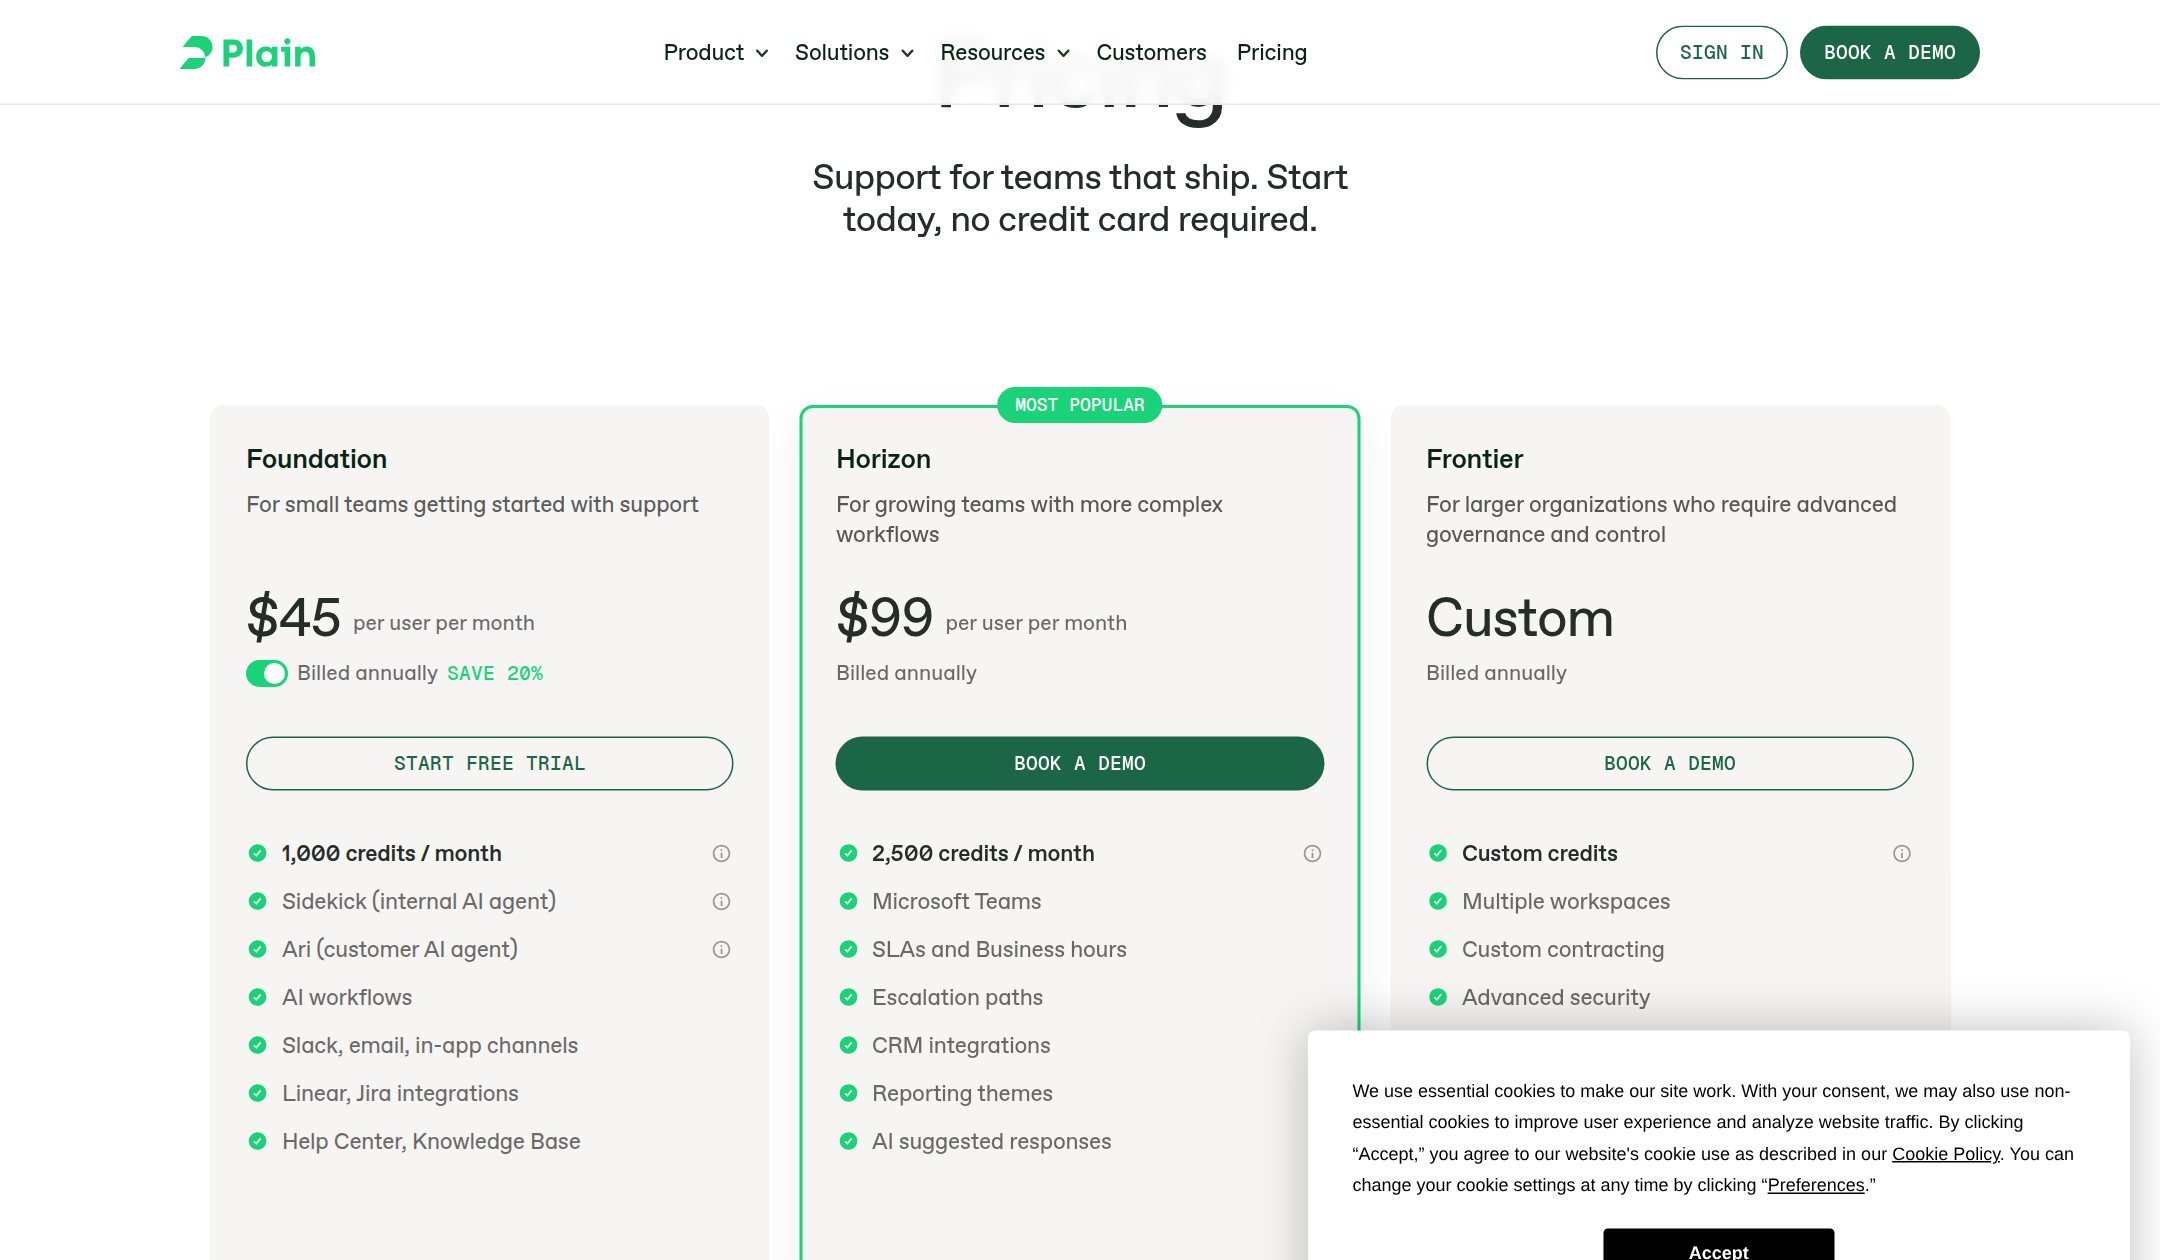 Plain
Product
Solutions
Resources
Customers
Pricing
SIGN IN
BOOK A DEMO
Pricing
Support for teams that ship. Start
today, no credit card required.
Foundation
For small teams getting started with support
$45 per user per month
Billed annually SAVE 20%
START FREE TRIAL
1,000 credits / month
Sidekick (internal AI agent)
Ari (customer AI agent)
AI workflows
Slack, email, in-app channels
Linear, Jira integrations
Help Center, Knowledge Base
MOST POPULAR
Horizon
For growing teams with more complex
workflows
$99 per user per month
Billed annually
BOOK A DEMO
2,500 credits / month
Microsoft Teams
SLAs and Business hours
Escalation paths
CRM integrations
Reporting themes
AI suggested responses
Frontier
For larger organizations who require advanced
governance and control
Custom
Billed annually
BOOK A DEMO
Custom credits
Multiple workspaces
Custom contracting
Advanced security
We use essential cookies to make our site work. With your consent, we may also use non-
essential cookies to improve user experience and analyze website traffic. By clicking
“Accept,” you agree to our website's cookie use as described in our Cookie Policy. You can
change your cookie settings at any time by clicking “Preferences.”
Accept